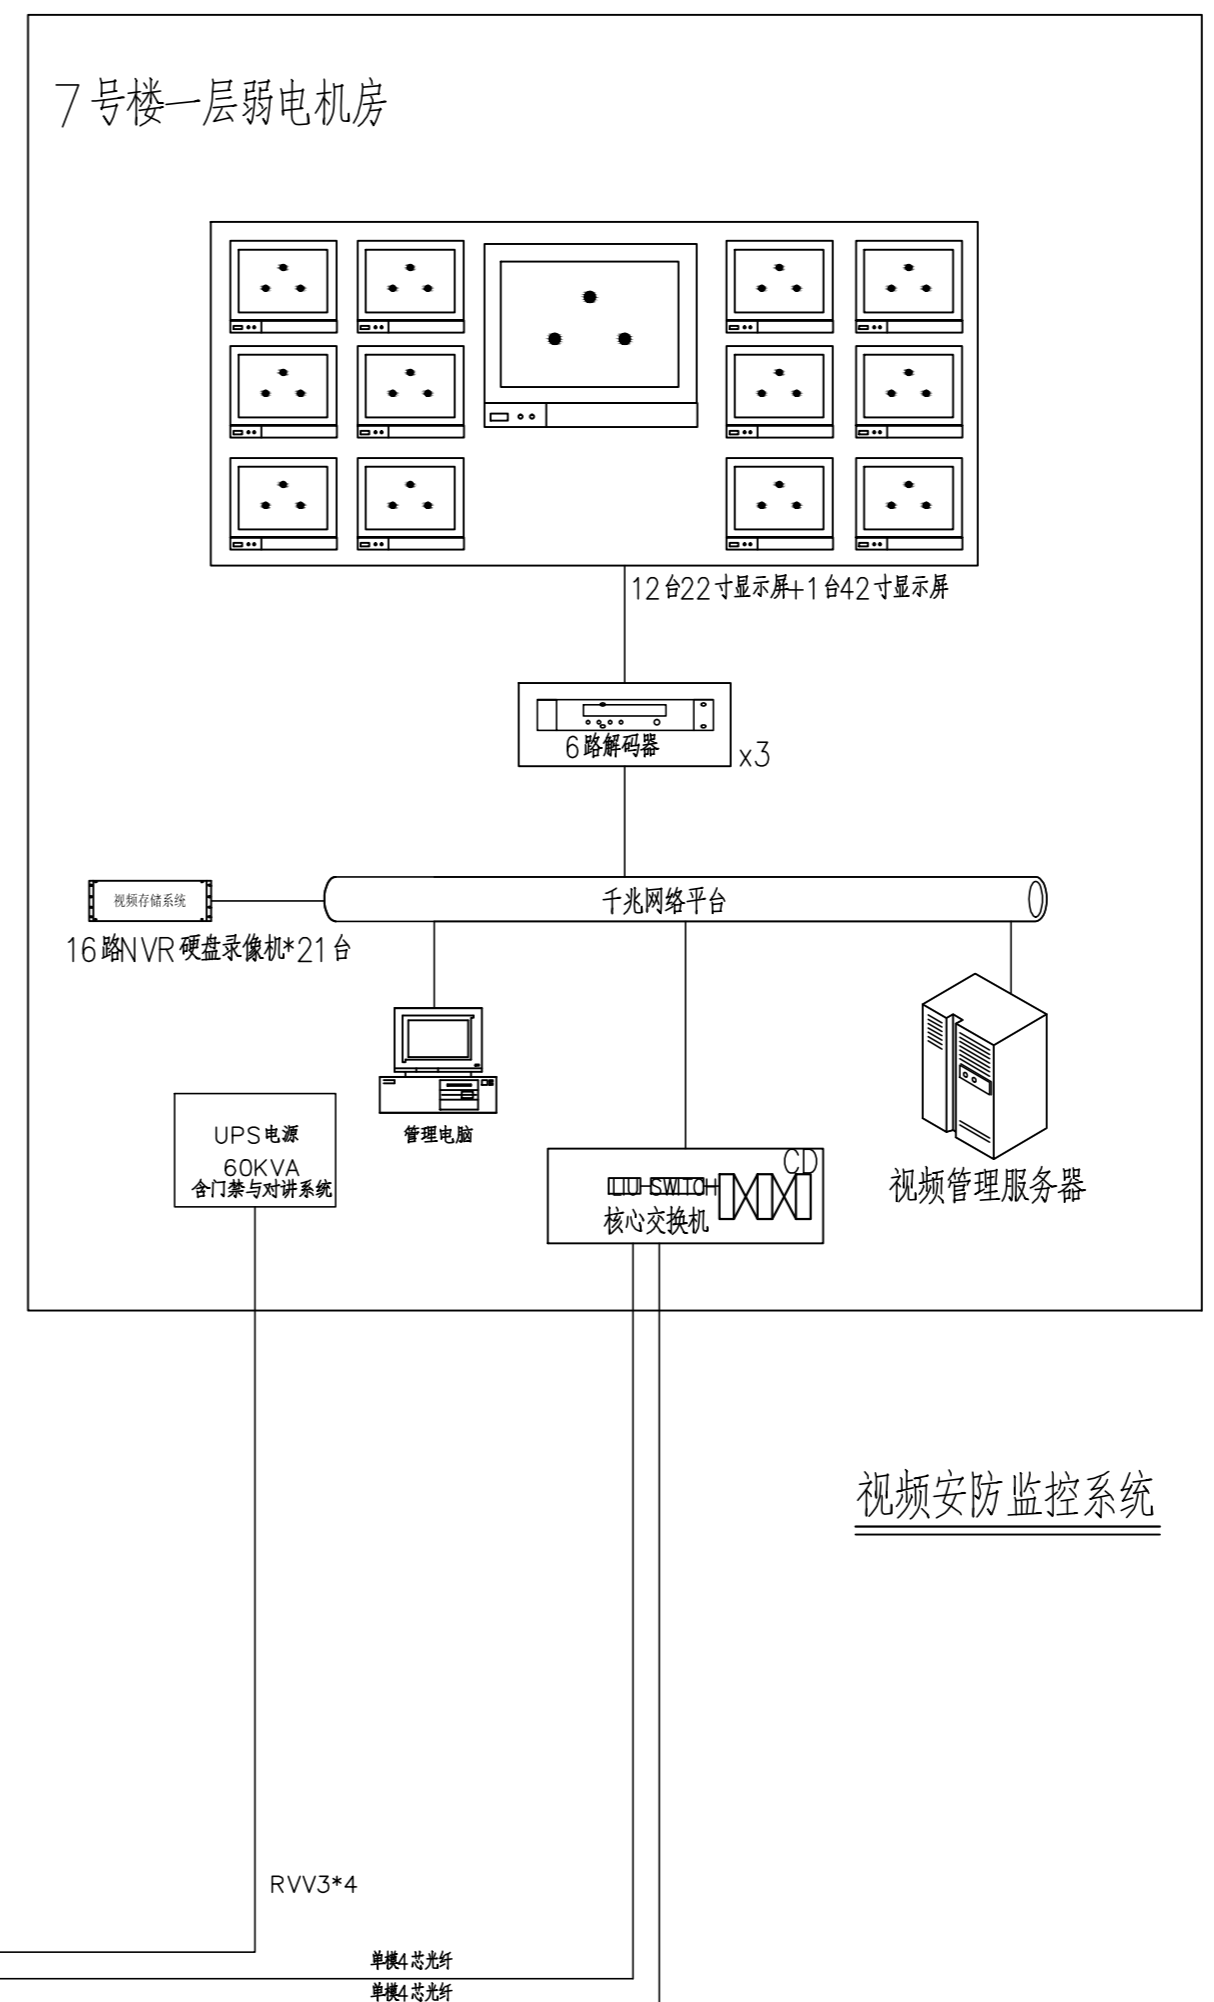 7号楼一层弱电机房
12台22寸显示屏+1台42寸显示屏
6路解码器
x3
千兆网络平台
视频存储系统
16路NVR硬盘录像机*21台
管理电脑
UPS电源
60KVA
含门禁与对讲系统
CD
LIU SWITCH
核心交换机
视频管理服务器
视频安防监控系统
RVV3*4
单模4芯光纤
单模4芯光纤